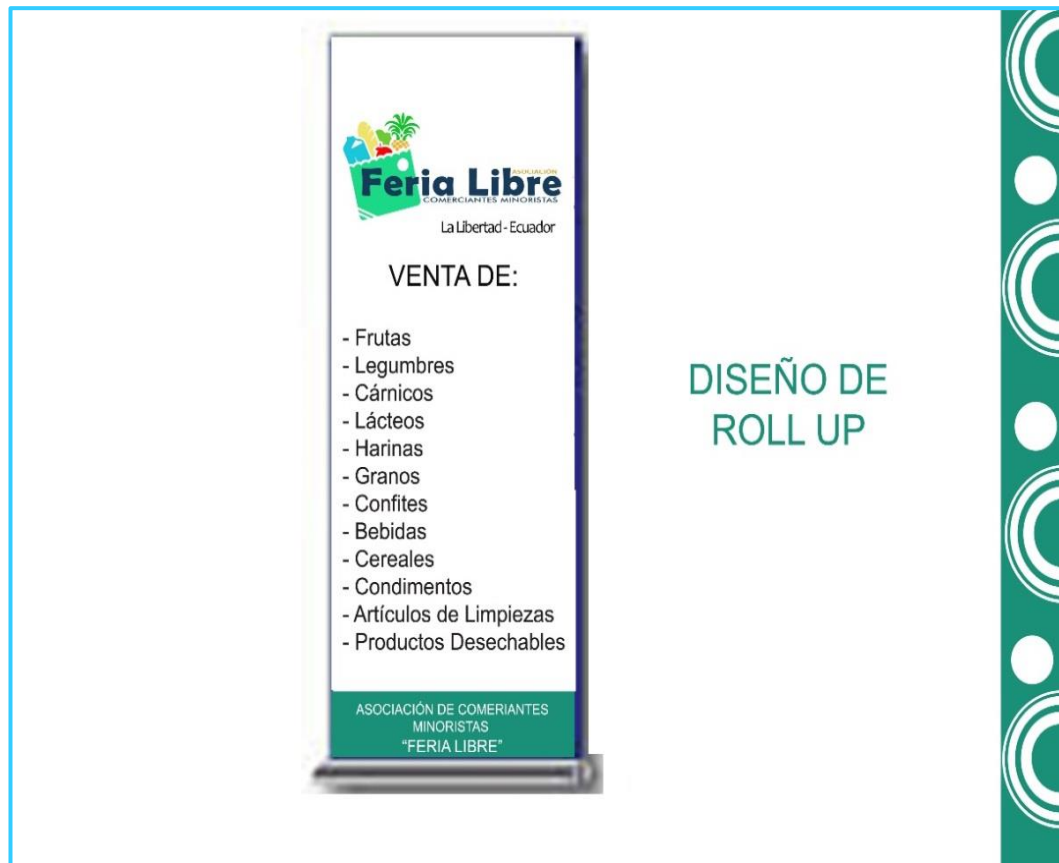 ASOCIACIÓN
Feria Libre
COMERCIANTES MINORISTAS
La Libertad - Ecuador
VENTA DE:
- Frutas
- Legumbres
- Cárnicos
- Lácteos
- Harinas
- Granos
- Confites
- Bebidas
- Cereales
- Condimentos
- Artículos de Limpiezas
- Productos Desechables
ASOCIACIÓN DE COMERIANTES
MINORISTAS
“FERIA LIBRE”
DISEÑO DE
ROLL UP